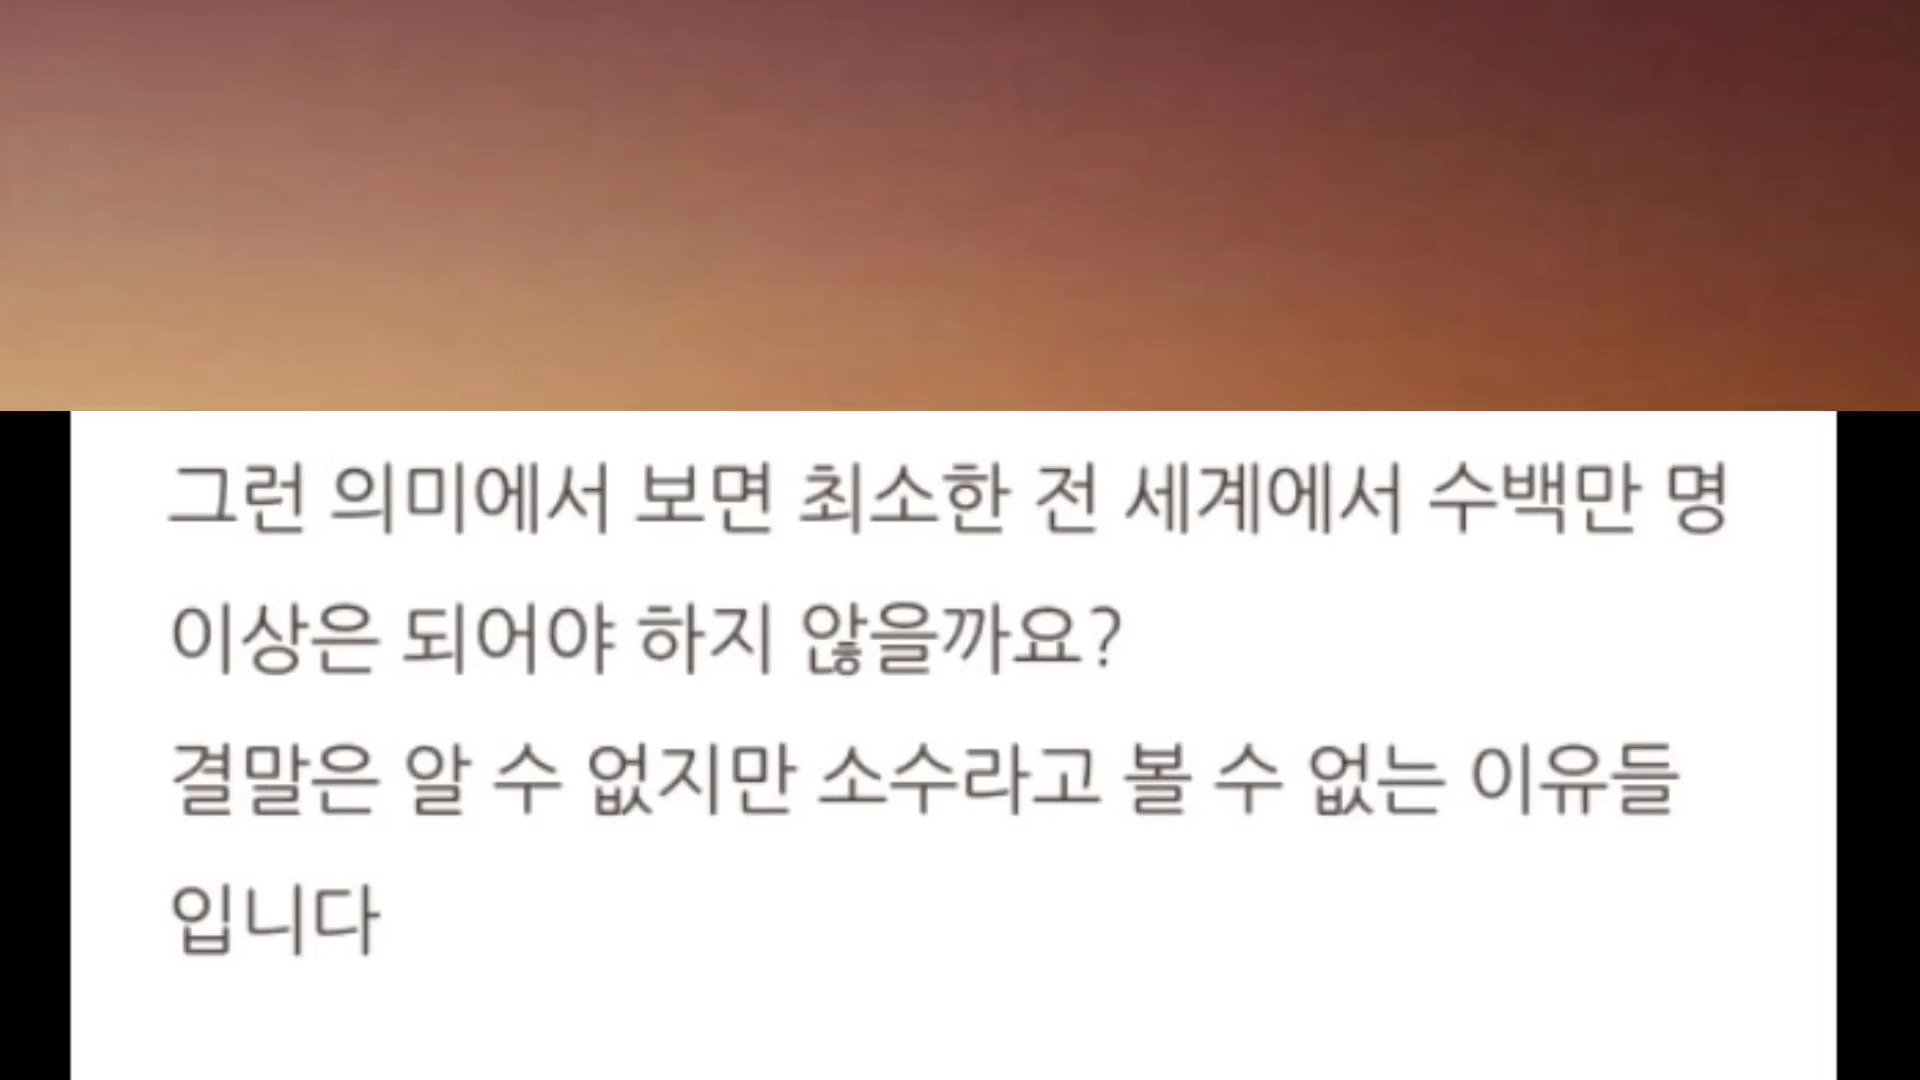 그런 의미에서 보면 최소한 전 세계에서 수백만 명
이상은 되어야 하지 않을까요?
결말은 알 수 없지만 소수라고 볼 수 없는 이유들
입니다